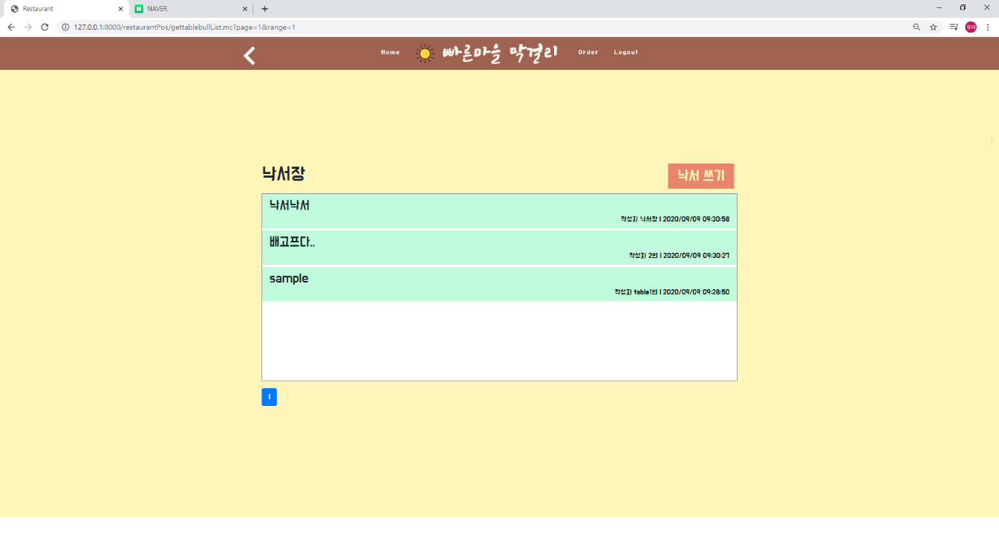 Restaurant
NAVER
127.0.0.1:8000/restaurantPos/gettablebullList.mc?page=1&range=1
Home
빠른마을 막걸리
Order
Logout
낙서장
낙서 쓰기
낙서낙서
작성자 낙서장 | 2020/09/09 09:30:58
배고프다..
작성자 2번 | 2020/09/09 09:30:27
sample
작성자 table1번 | 2020/09/09 09:28:50
1